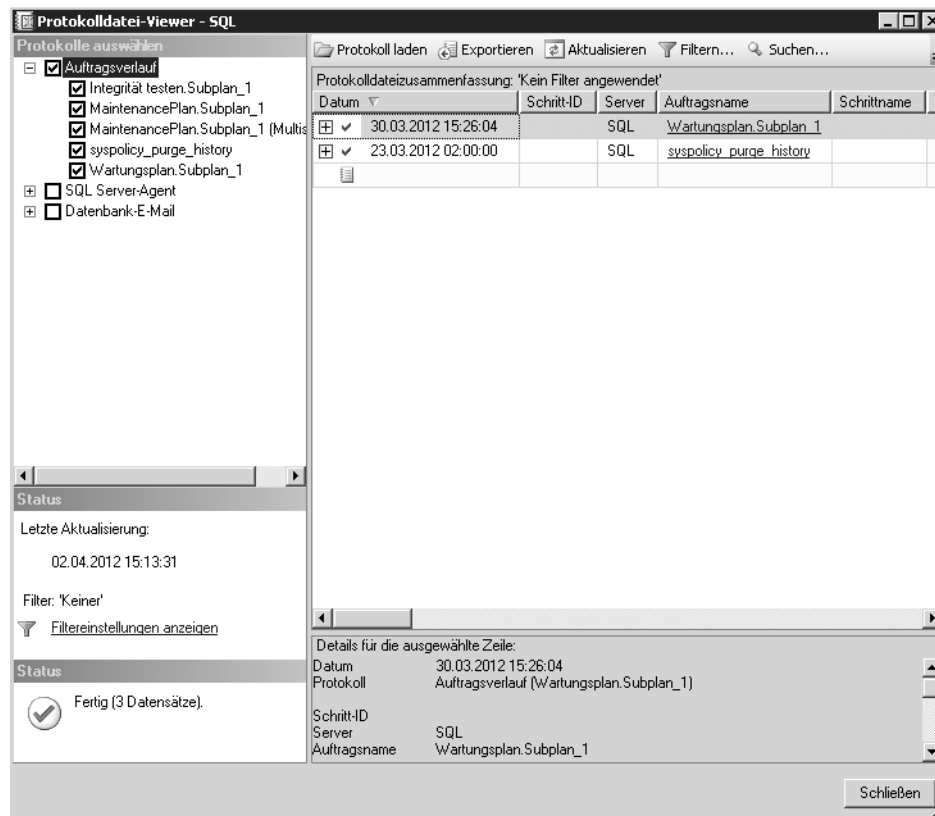 Protokolldatei-Viewer - SQL
Protokolle auswählen
Auftragsverlauf
Integrität testen.Subplan_1
MaintenancePlan.Subplan_1
MaintenancePlan.Subplan_1 (Multis
syspolicy_purge_history
Wartungsplan.Subplan_1
SQL Server-Agent
Datenbank-E-Mail
Status
Letzte Aktualisierung:
02.04.2012 15:13:31
Filter: 'Keiner'
Filtereinstellungen anzeigen
Status
Fertig (3 Datensätze).
Protokoll laden Exportieren Aktualisieren Filtern... Suchen...
Protokolldateizusammenfassung: 'Kein Filter angewendet'
Datum Schritt-ID Server Auftragsname Schrittname
30.03.2012 15:26:04 SQL Wartungsplan.Subplan_1
23.03.2012 02:00:00 SQL syspolicy_purge_history
Details für die ausgewählte Zeile:
Datum 30.03.2012 15:26:04
Protokoll Auftragsverlauf (Wartungsplan.Subplan_1)
Schritt-ID
Server SQL
Auftragsname Wartungsplan.Subplan_1
Schließen